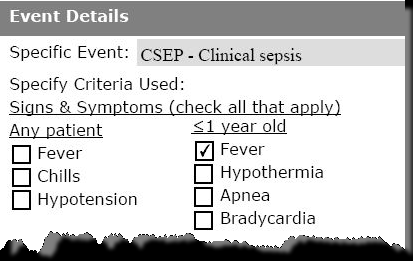 Event Details
Specific Event: CSEP - Clinical sepsis
Specify Criteria Used:
Signs & Symptoms (check all that apply)
Any patient
Fever
Chills
Hypotension
≤1 year old
Fever
Hypothermia
Apnea
Bradycardia